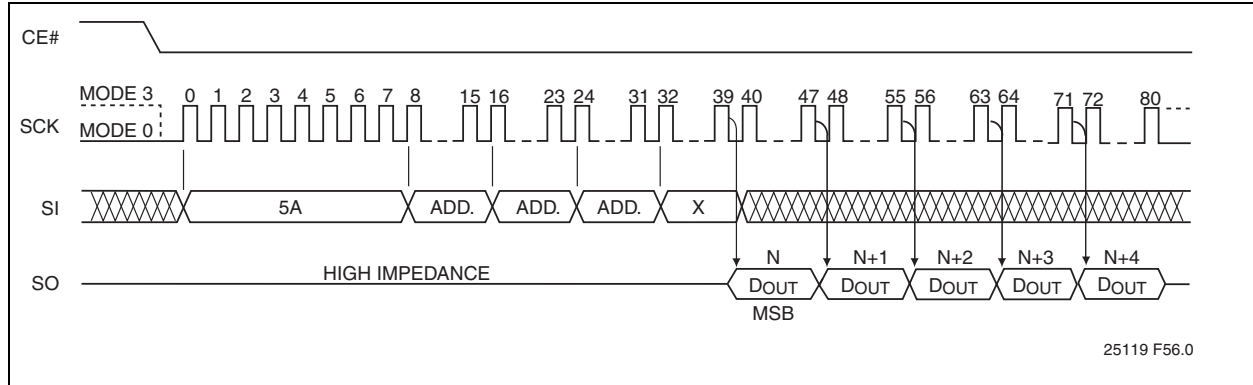 CE#
MODE 3
0 1 2 3 4 5 6 7 8 15 16 23 24 31 32 39 40 47 48 55 56 63 64 71 72 80
SCK
MODE 0
SI
5A ADD. ADD. ADD. X
N N+1 N+2 N+3 N+4
HIGH IMPEDANCE
SO
DOUT DOUT DOUT DOUT DOUT
MSB
25119 F56.0